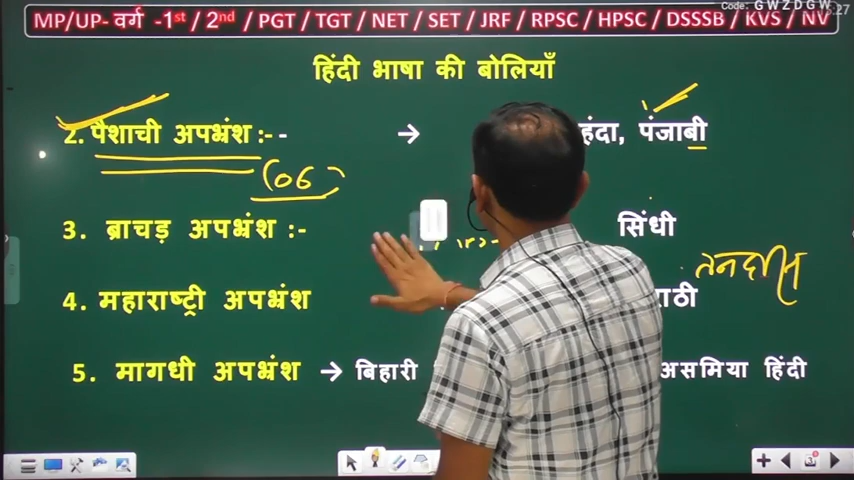 Code: GWZDGW
MP/UP- वर्ग -1st / 2nd / PGT / TGT / NET / SET / JRF / RPSC / HPSC / DSSSB / KVS / NV
हिंदी भाषा की बोलियाँ
2. पैशाची अपभ्रंश :-- → हंदा, पंजाबी
3. ब्राचड़ अपभ्रंश :- सिंधी
4. महाराष्ट्री अपभ्रंश राठी
5. मागधी अपभ्रंश → बिहारी असमिया हिंदी